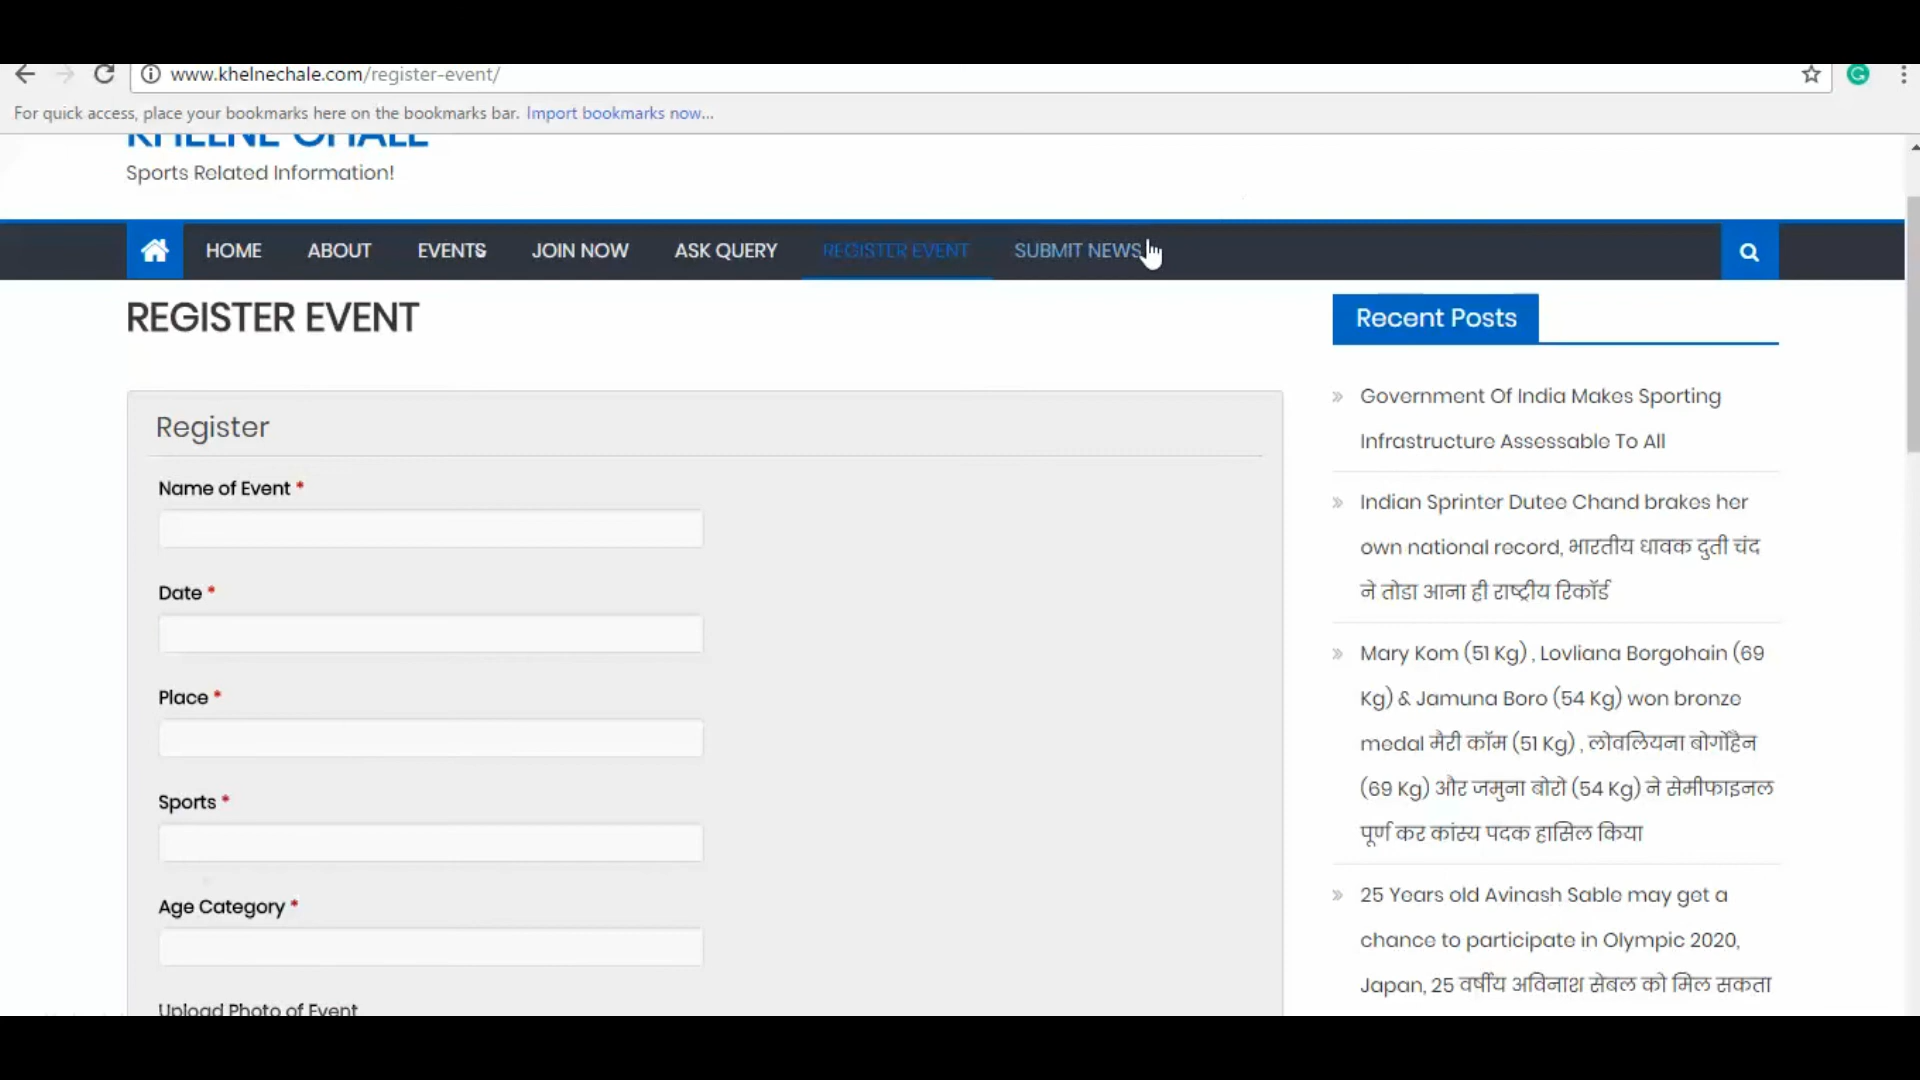 www.khelnechale.com/register-event/
For quick access, place your bookmarks here on the bookmarks bar. Import bookmarks now...
KHELNE CHALE
Sports Related Information!
HOME ABOUT EVENTS JOIN NOW ASK QUERY REGISTER EVENT SUBMIT NEWS
REGISTER EVENT
Register
Name of Event *
Date *
Place *
Sports *
Age Category *
Upload Photo of Event
Recent Posts
Government Of India Makes Sporting
Infrastructure Assessable To All
Indian Sprinter Dutee Chand brakes her
own national record, भारतीय धावक दुती चंद
ने तोडा आना ही राष्ट्रीय रिकॉर्ड
Mary Kom (51 Kg) , Lovliana Borgohain (69
Kg) & Jamuna Boro (54 Kg) won bronze
medal मैरी कॉम (51 Kg) , लोवलियना बोर्गोहैन
(69 Kg) और जमुना बोरो (54 Kg) ने सेमीफाइनल
पूर्ण कर कांस्य पदक हासिल किया
25 Years old Avinash Sable may get a
chance to participate in Olympic 2020,
Japan, 25 वर्षीय अविनाश सेबल को मिल सकता